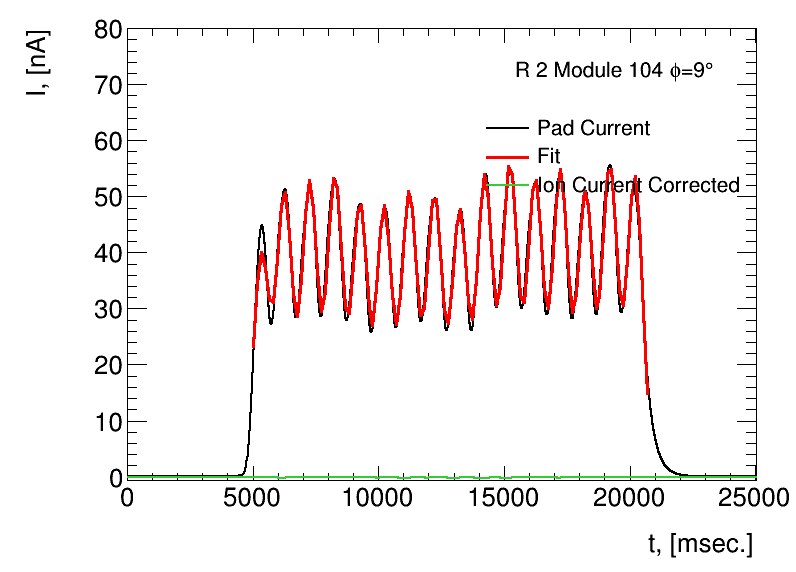 80
I, [nA]
R 2 Module 104 ϕ=9°
70
Pad Current
60
Fit
Ion Current Corrected
50
40
30
20
10
0
0 5000 10000 15000 20000 25000
t, [msec.]